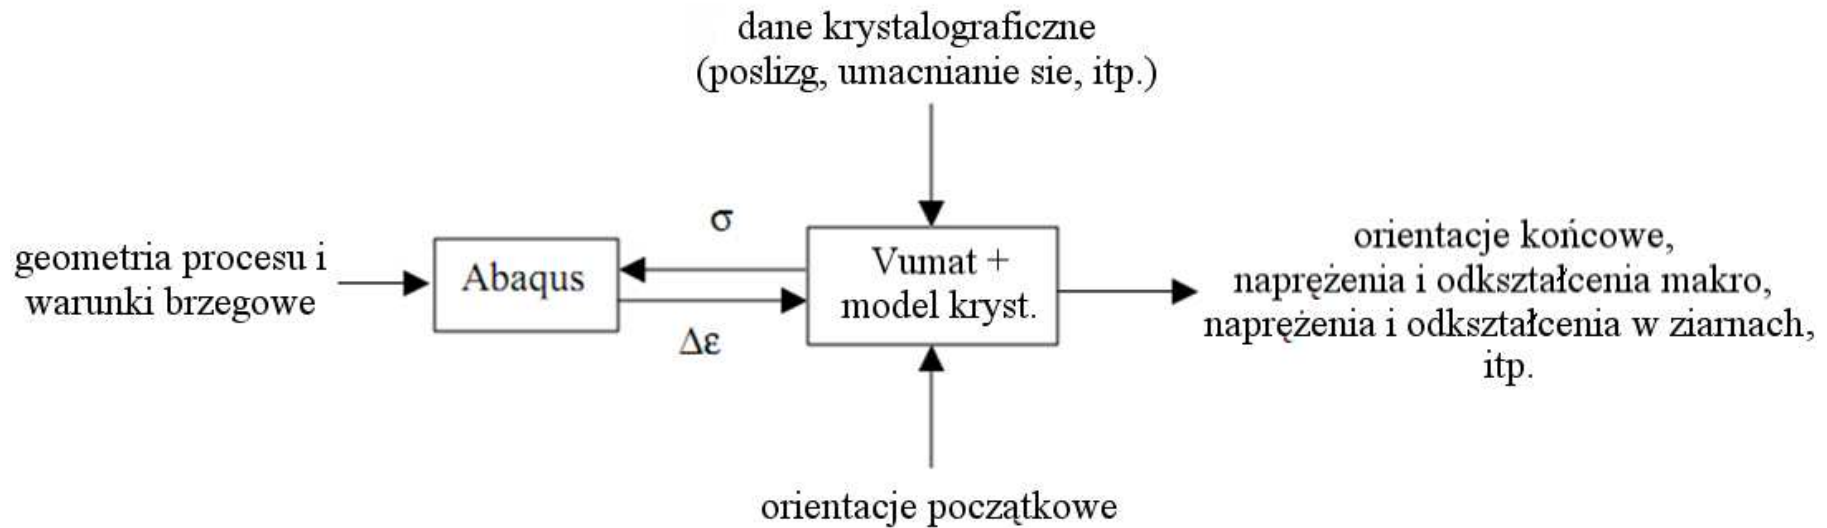 dane krystalograficzne
(poslizg, umacnianie sie, itp.)
geometria procesu i
warunki brzegowe
Abaqus
σ
Δε
Vumat +
model kryst.
orientacje końcowe,
naprężenia i odkształcenia makro,
naprężenia i odkształcenia w ziarnach,
itp.
orientacje początkowe